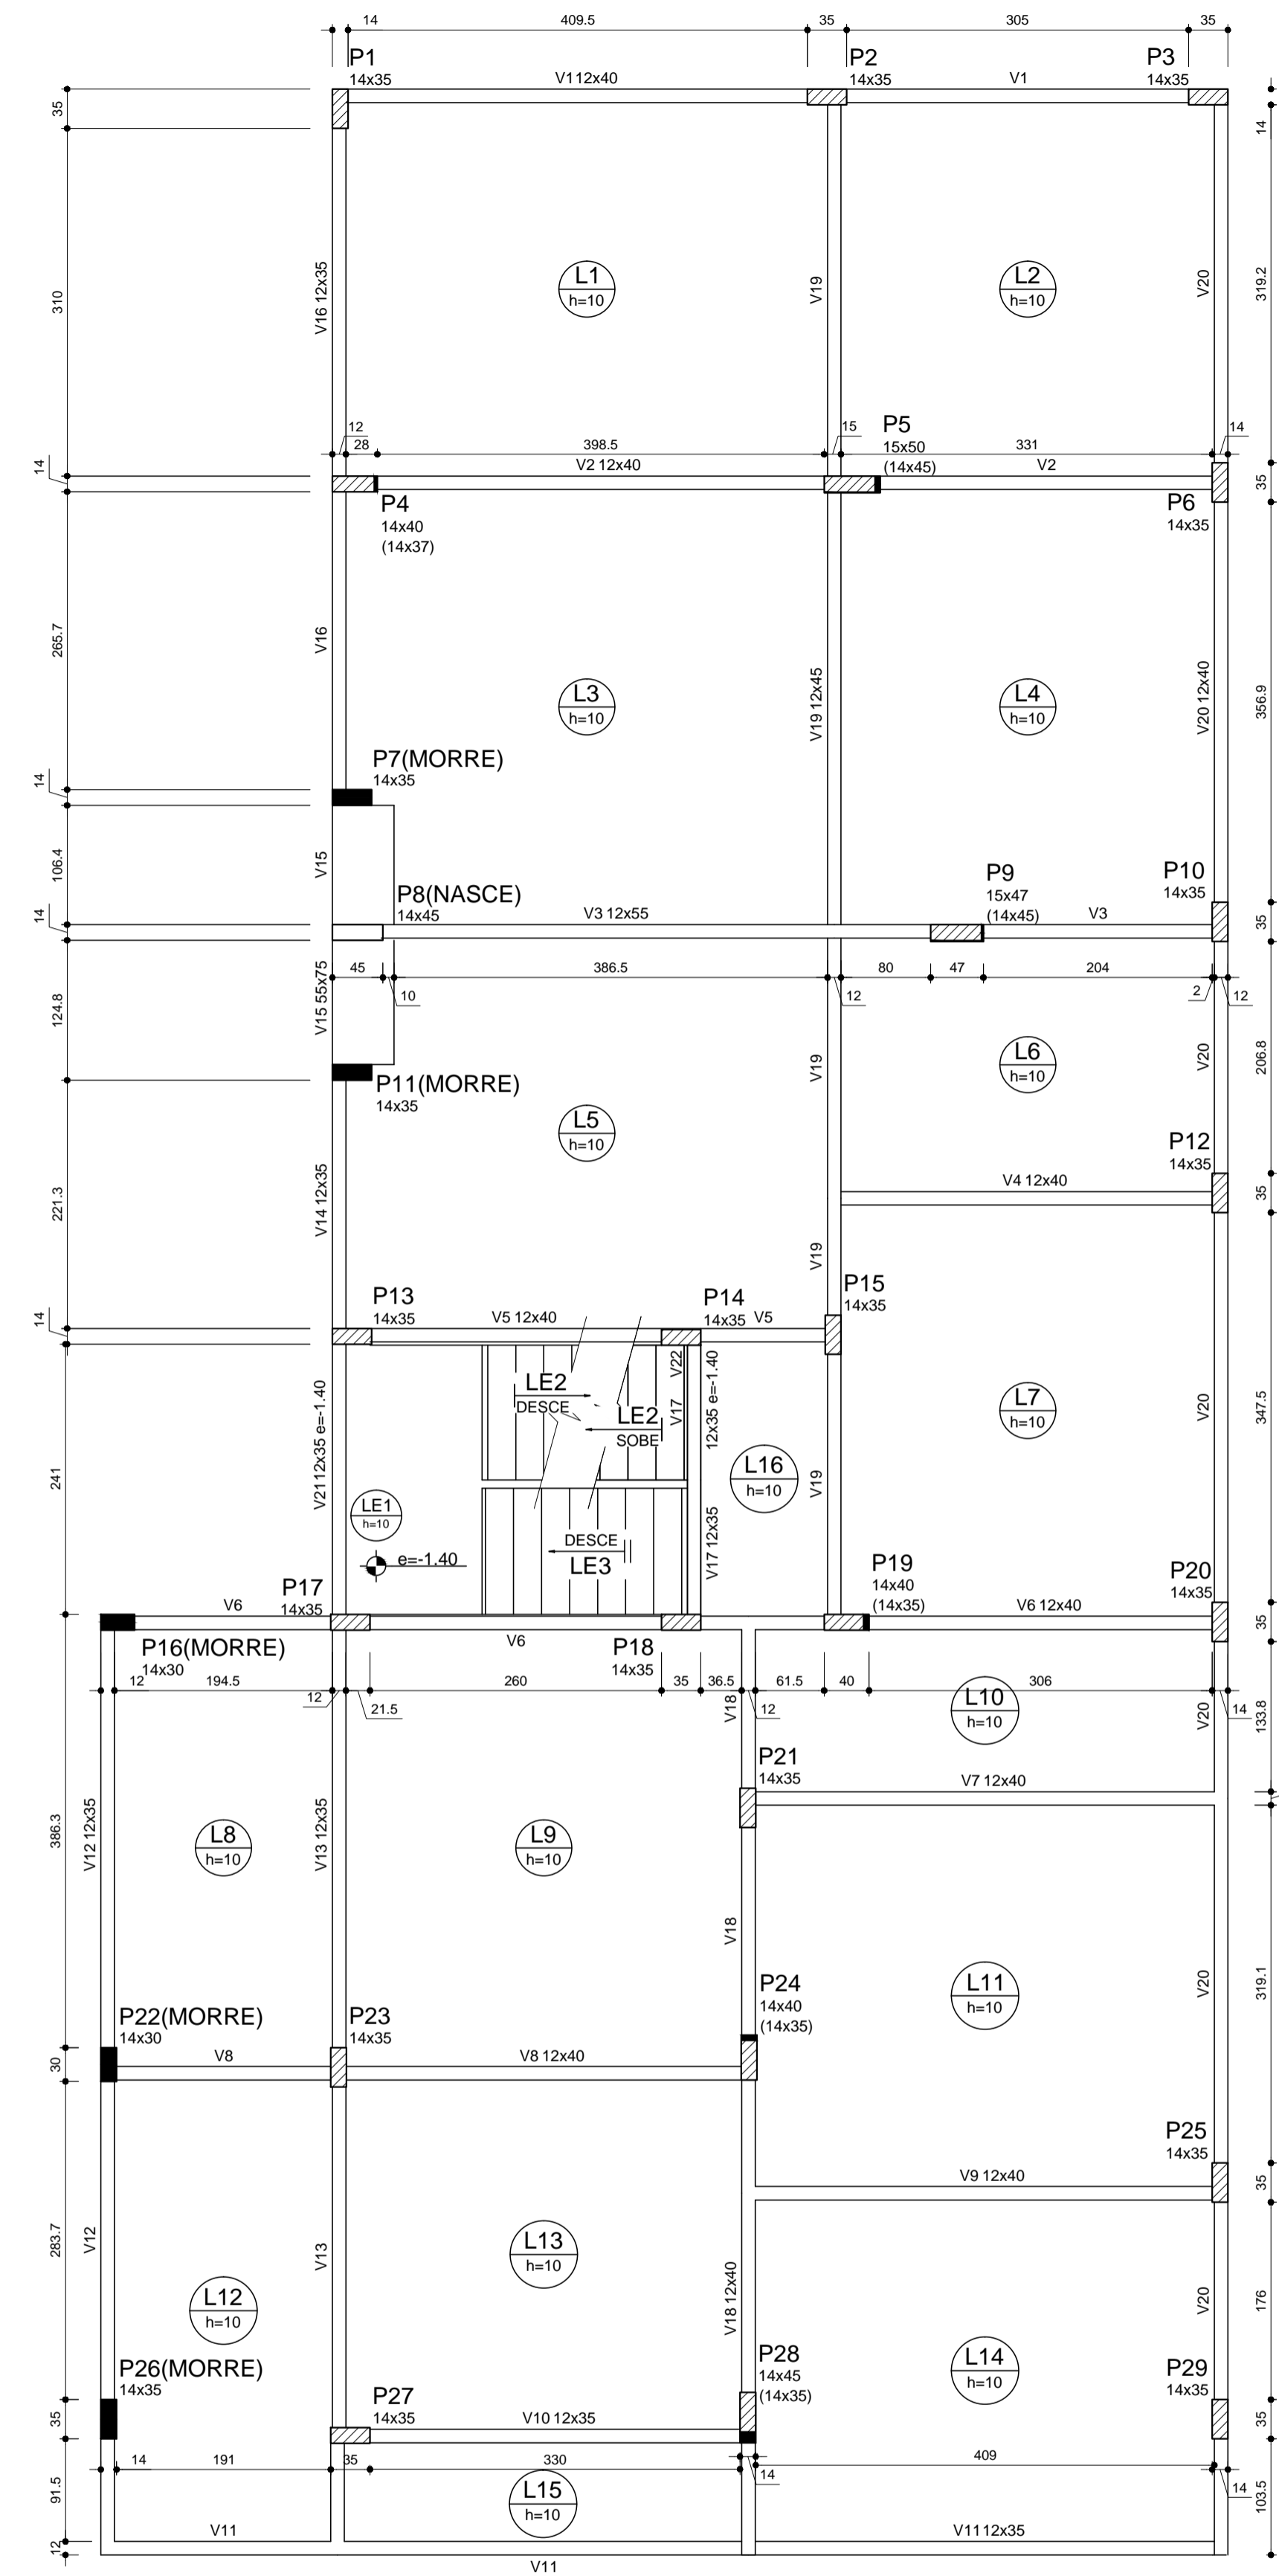 14 409.5 35 305 35
P1
14x35
V1 12x40
P2
14x35
V1
P3
14x35
35
14
310
V16 12x35
L1
h=10
V19
L2
h=10
V20
319.2
12
28
398.5
15
P5
15x50
(14x45)
331
14
V2 12x40
V2
14
P4
14x40
(14x37)
P6
14x35
35
265.7
V16
L3
h=10
V19 12x45
L4
h=10
V20 12x40
356.9
P7(MORRE)
14x35
14
106.4
V15
P8(NASCE)
14x45
V3 12x55
P9
15x47
(14x45)
V3
P10
14x35
14
35
45
10
386.5
12
80
47
204
2
12
124.8
V15 55x75
V19
L6
h=10
V20
206.8
P11(MORRE)
14x35
L5
h=10
P12
14x35
V4 12x40
35
221.3
V14 12x35
V19
P13
14x35
V5 12x40
P14
14x35
V5
P15
14x35
14
LE2
DESCE
LE2
SOBE
V22
V17
12x35 e=-1.40
L7
h=10
V20
347.5
241
V21 12x35 e=-1.40
L16
h=10
V19
LE1
h=10
e=-1.40
DESCE
LE3
V17 12x35
P17
14x35
P19
14x40
(14x35)
P20
14x35
V6
V6
V6 12x40
35
P16(MORRE)
14x30
P18
14x35
12
194.5
12
21.5
260
35
36.5
12
61.5
40
306
14
V18
L10
h=10
V20
133.8
P21
14x35
V7 12x40
386.3
V12 12x35
L8
h=10
V13 12x35
L9
h=10
V18
P24
14x40
(14x35)
L11
h=10
V20
319.1
P22(MORRE)
14x30
P23
14x35
V8
V8 12x40
30
P25
14x35
V9 12x40
35
283.7
V12
V13
L13
h=10
V18 12x40
V20
176
L12
h=10
P26(MORRE)
14x35
P27
14x35
V10 12x35
P28
14x45
(14x35)
L14
h=10
P29
14x35
35
35
14
191
35
330
14
409
14
91.5
L15
h=10
103.5
V11
V11 12x35
12
V11